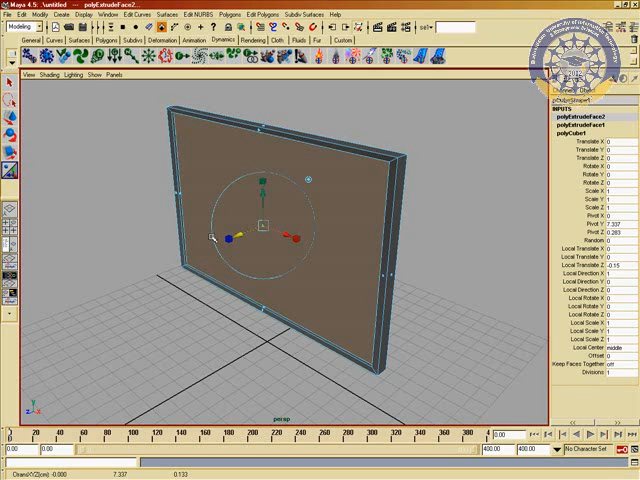 Maya 4.5: \untitled --- polyExtrudeFace2...
File Edit Modify Create Display Window Edit Curves Surfaces Edit NURBS Polygons Edit Polygons Subdiv Surfaces Help
Modeling sel
General Curves Surfaces Polygons Subdivs Deformation Animation Dynamics Rendering Cloth Fluids Fur Custom
View Shading Lighting Show Panels
2012
Channels Object
pCubeShape1
INPUTS
polyExtrudeFace2
polyExtrudeFace1
polyCube1
Translate X 0
Translate Y 0
Translate Z 0
Rotate X 0
Rotate Y 0
Rotate Z 0
Scale X 1
Scale Y 1
Scale Z 1
Pivot X 0
Pivot Y 7.337
Pivot Z 0.283
Random 0
Local Translate X 0
Local Translate Y 0
Local Translate Z -0.15
Local Direction X 1
Local Direction Y 0
Local Direction Z 0
Local Rotate X 0
Local Rotate Y 0
Local Rotate Z 0
Local Scale X 1
Local Scale Y 1
Local Scale Z 1
Local Center middle
Offset 0
Keep Faces Together off
Divisions 1
persp
0 20 40 60 80 100 120 140 160 180 200 220 240 260 280 300 320 340 360 380 4 0.00
0.00 0.00 400.00 400.00 No Character Set
ChansXYZ(cm) -0.000 7.337 0.133